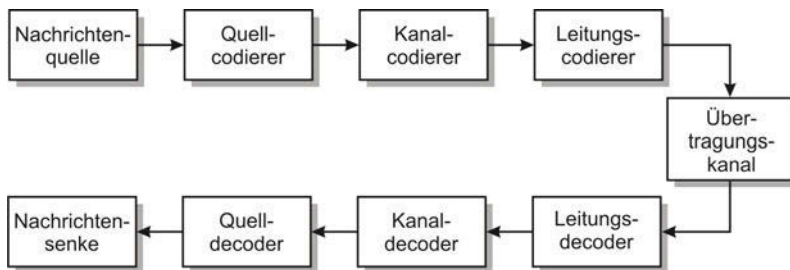 Nachrichten-
quelle
Quell-
codierer
Kanal-
codierer
Leitungs-
codierer
Über-
tragungs-
kanal
Nachrichten-
senke
Quell-
decoder
Kanal-
decoder
Leitungs-
decoder